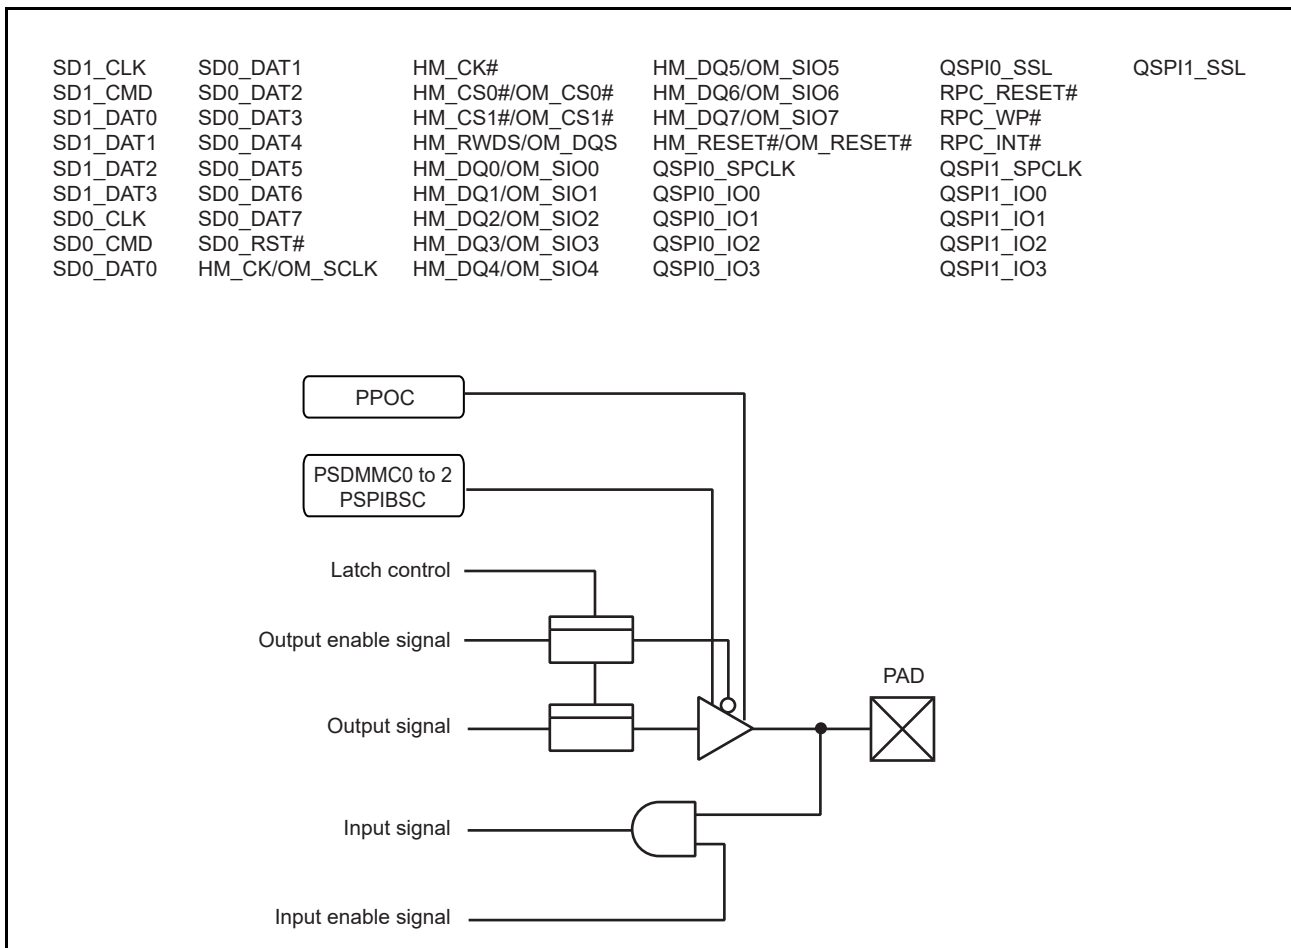 SD1_CLK SD0_DAT1 HM_CK# HM_DQ5/OM_SIO5 QSPI0_SSL QSPI1_SSL
SD1_CMD SD0_DAT2 HM_CS0#/OM_CS0# HM_DQ6/OM_SIO6 RPC_RESET#
SD1_DAT0 SD0_DAT3 HM_CS1#/OM_CS1# HM_DQ7/OM_SIO7 RPC_WP#
SD1_DAT1 SD0_DAT4 HM_RWDS/OM_DQS HM_RESET#/OM_RESET# RPC_INT#
SD1_DAT2 SD0_DAT5 HM_DQ0/OM_SIO0 QSPI0_SPCLK QSPI1_SPCLK
SD1_DAT3 SD0_DAT6 HM_DQ1/OM_SIO1 QSPI0_IO0 QSPI1_IO0
SD0_CLK SD0_DAT7 HM_DQ2/OM_SIO2 QSPI0_IO1 QSPI1_IO1
SD0_CMD SD0_RST# HM_DQ3/OM_SIO3 QSPI0_IO2 QSPI1_IO2
SD0_DAT0 HM_CK/OM_SCLK HM_DQ4/OM_SIO4 QSPI0_IO3 QSPI1_IO3
PPOC
PSDMMC0 to 2
PSPIBSC
Latch control
Output enable signal
PAD
Output signal
Input signal
Input enable signal